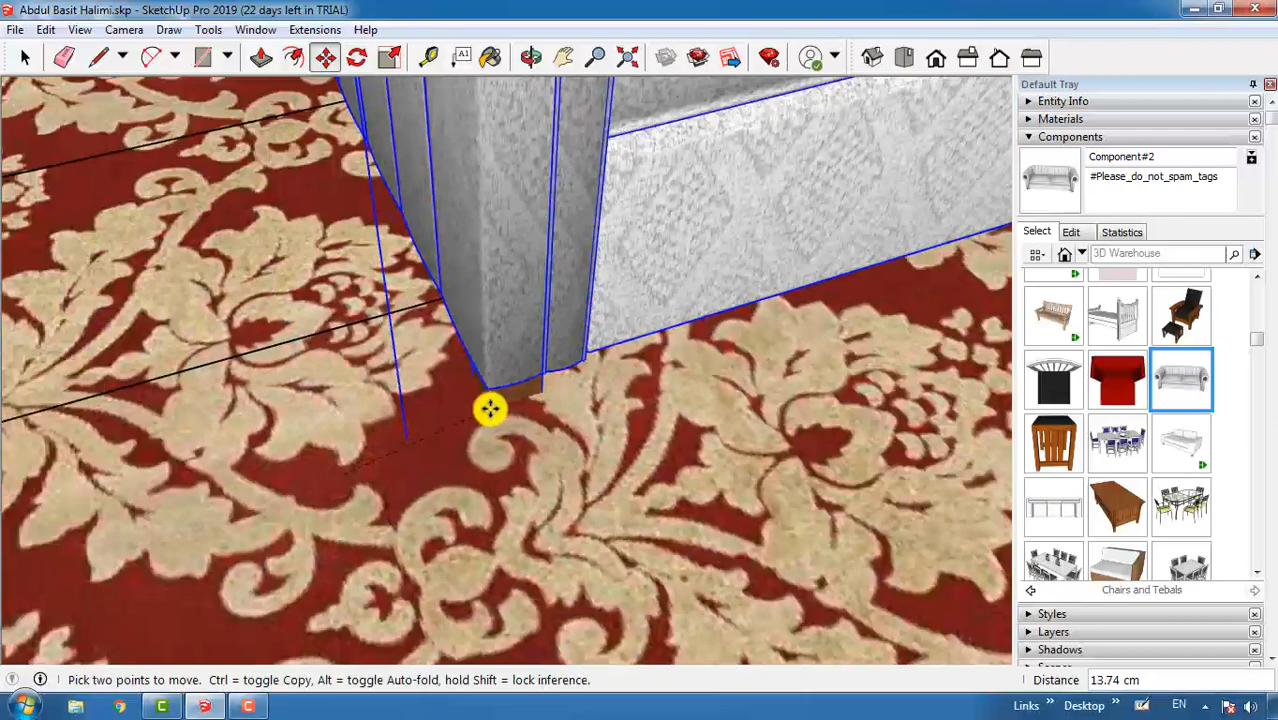 Abdul Basit Halimi.skp - SketchUp Pro 2019 (22 days left in TRIAL)
File Edit View Camera Draw Tools Window Extensions Help
A1
Default Tray
Entity Info
Materials
Components
Component#2
#Please_do_not_spam_tags
Select Edit Statistics
3D Warehouse
Chairs and Tebals
Styles
Layers
Shadows
Pick two points to move. Ctrl = toggle Copy, Alt = toggle Auto-fold, hold Shift = lock inference.
Distance 13.74 cm
Links » Desktop » EN